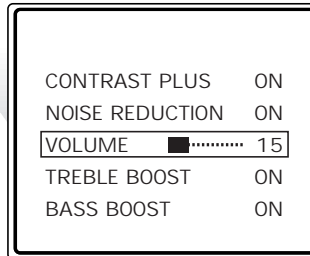 CONTRAST PLUS ON
NOISE REDUCTION ON
VOLUME 15
TREBLE BOOST ON
BASS BOOST ON